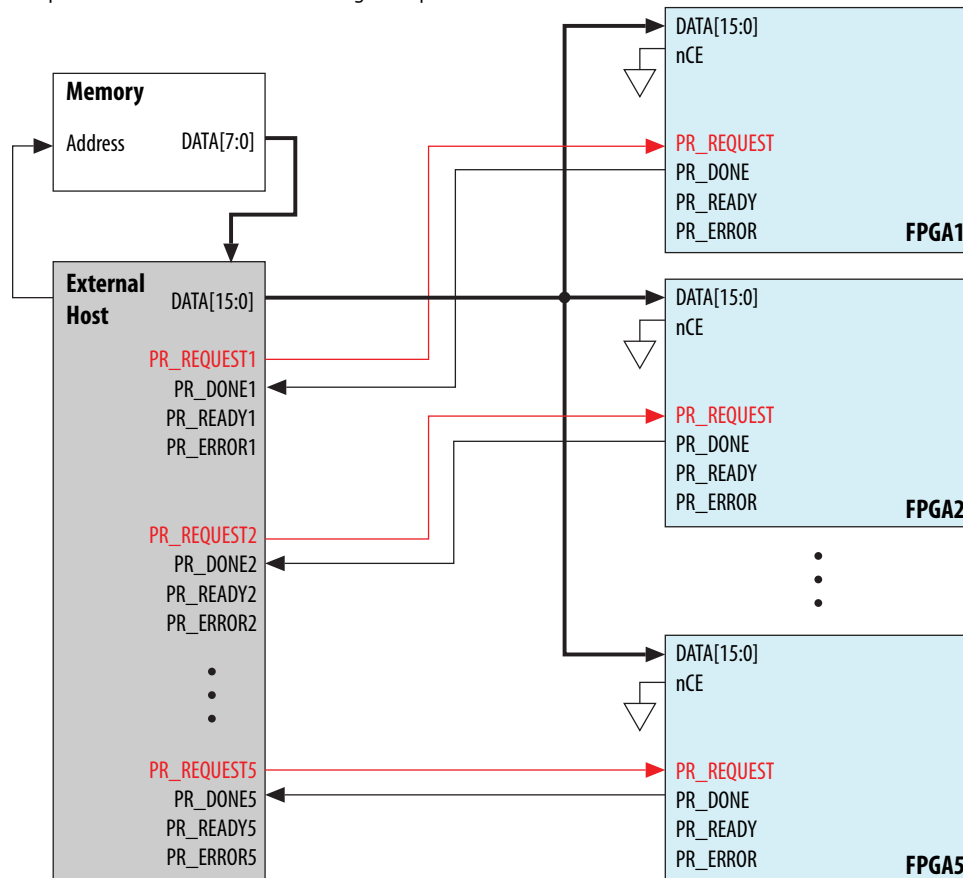 Memory
Address
DATA[7:0]
External
Host
DATA[15:0]
PR_REQUEST1
PR_DONE1
PR_READY1
PR_ERROR1
PR_REQUEST2
PR_DONE2
PR_READY2
PR_ERROR2
PR_REQUEST5
PR_DONE5
PR_READY5
PR_ERROR5
DATA[15:0]
nCE
PR_REQUEST
PR_DONE
PR_READY
PR_ERROR
FPGA1
DATA[15:0]
nCE
PR_REQUEST
PR_DONE
PR_READY
PR_ERROR
FPGA2
DATA[15:0]
nCE
PR_REQUEST
PR_DONE
PR_READY
PR_ERROR
FPGA5